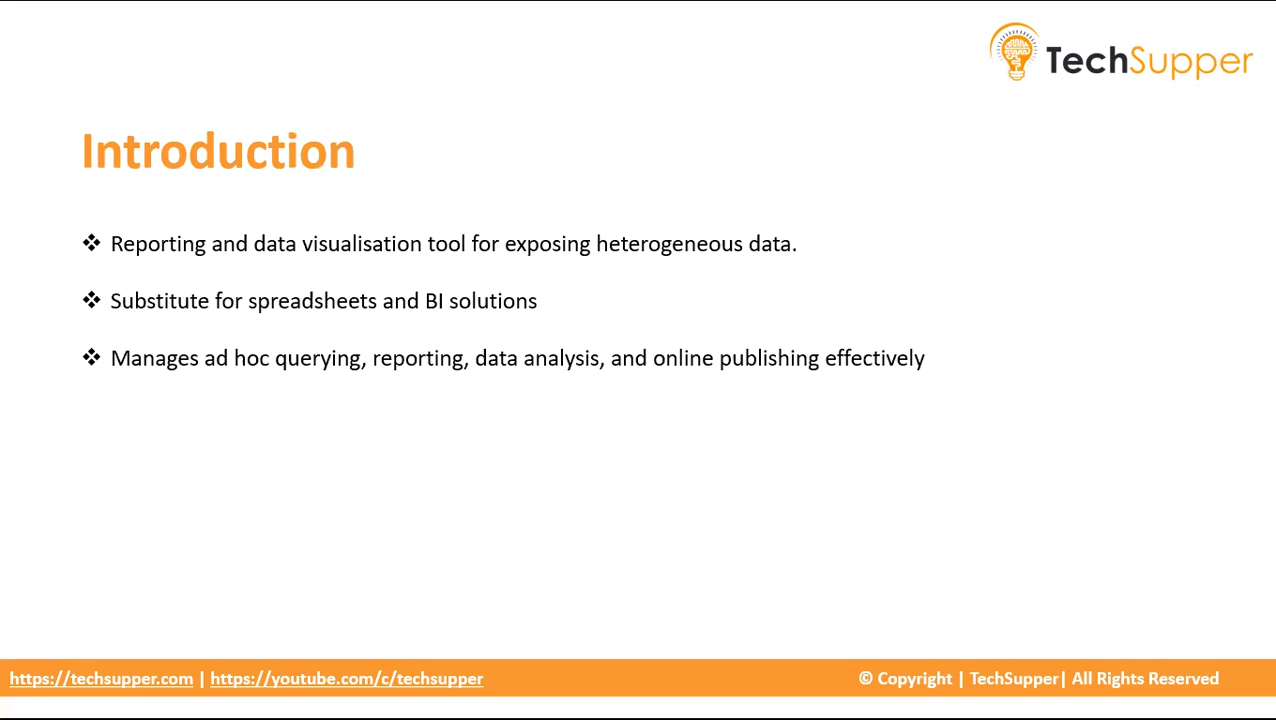 TechSupper
Introduction
❖ Reporting and data visualisation tool for exposing heterogeneous data.
❖ Substitute for spreadsheets and BI solutions
❖ Manages ad hoc querying, reporting, data analysis, and online publishing effectively
https://techsupper.com | https://youtube.com/c/techsupper
© Copyright | TechSupper| All Rights Reserved